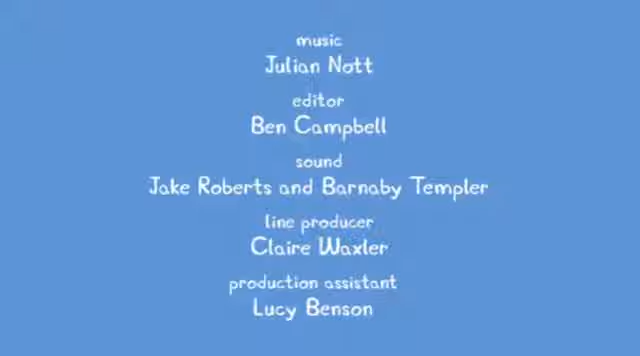 music
Julian Nott
editor
Ben Campbell
sound
Jake Roberts and Barnaby Templer
line producer
Claire Waxler
production assistant
Lucy Benson